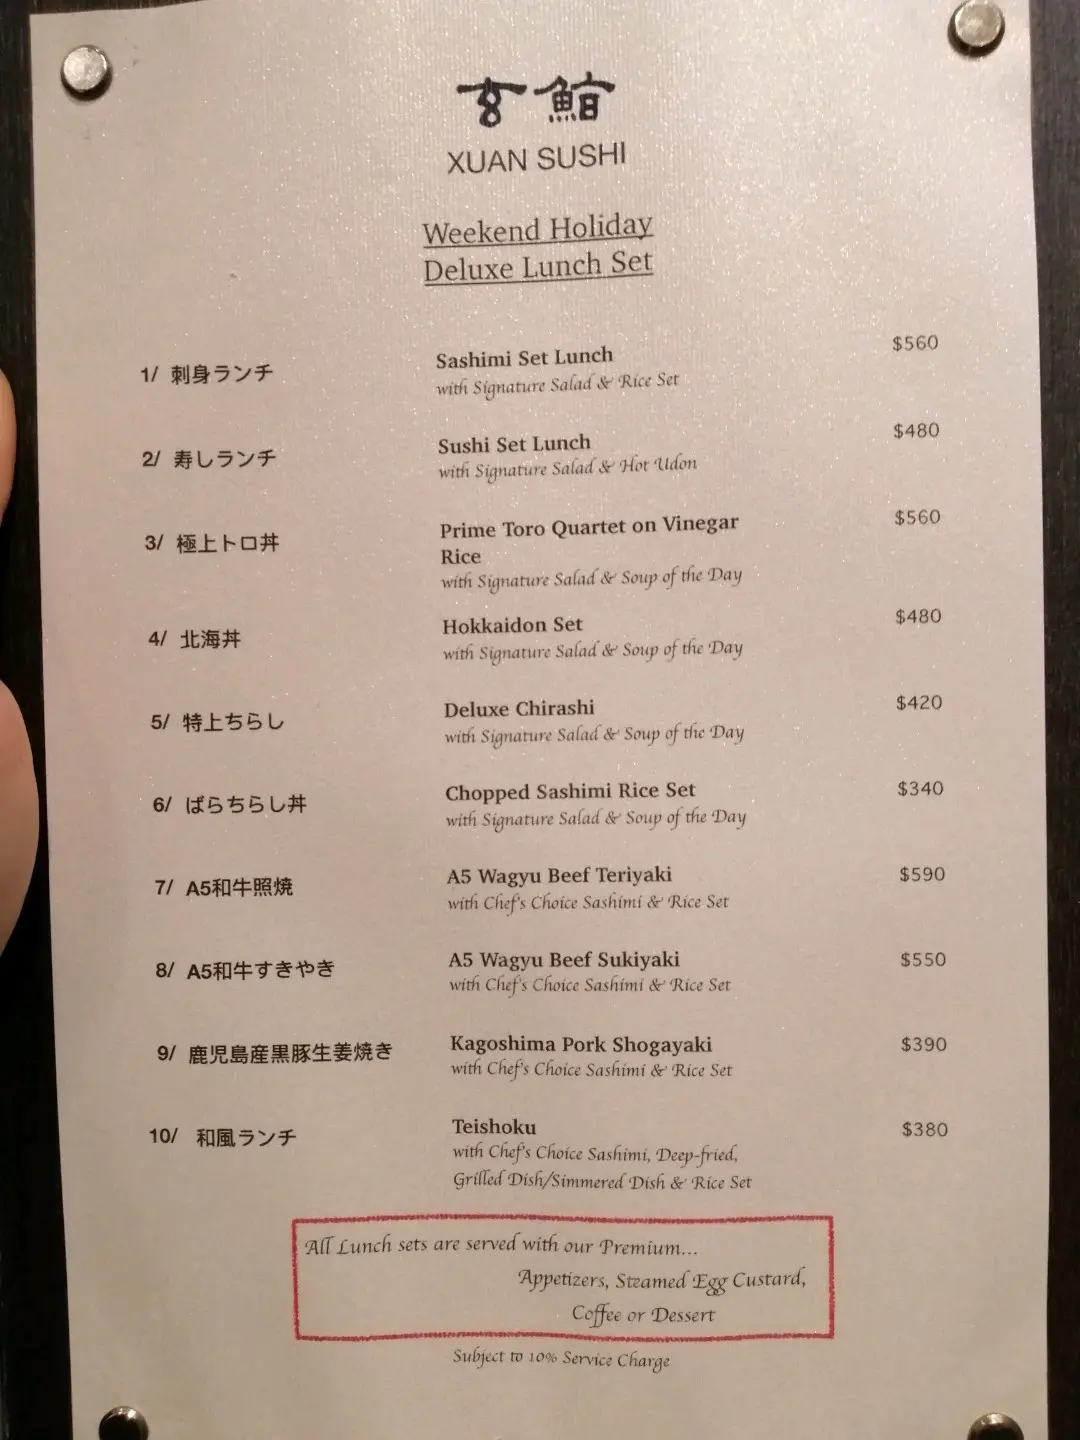 玄鮨
XUAN SUSHI
Weekend Holiday
Deluxe Lunch Set
1/ 刺身ランチ Sashimi Set Lunch $560
with Signature Salad & Rice Set
2/ 寿しランチ Sushi Set Lunch $480
with Signature Salad & Hot Udon
3/ 極上トロ丼 Prime Toro Quartet on Vinegar $560
Rice
with Signature Salad & Soup of the Day
4/ 北海丼 Hokkaidon Set $480
with Signature Salad & Soup of the Day
5/ 特上ちらし Deluxe Chirashi $420
with Signature Salad & Soup of the Day
6/ ばらちらし丼 Chopped Sashimi Rice Set $340
with Signature Salad & Soup of the Day
7/ A5和牛照焼 A5 Wagyu Beef Teriyaki $590
with Chef's Choice Sashimi & Rice Set
8/ A5和牛すきやき A5 Wagyu Beef Sukiyaki $550
with Chef's Choice Sashimi & Rice Set
9/ 鹿児島産黒豚生姜焼き Kagoshima Pork Shogayaki $390
with Chef's Choice Sashimi & Rice Set
10/ 和風ランチ Teishoku $380
with Chef's Choice Sashimi, Deep-fried,
Grilled Dish/Simmered Dish & Rice Set
All Lunch sets are served with our Premium...
Appetizers, Steamed Egg Custard,
Coffee or Dessert
Subject to 10% Service Charge